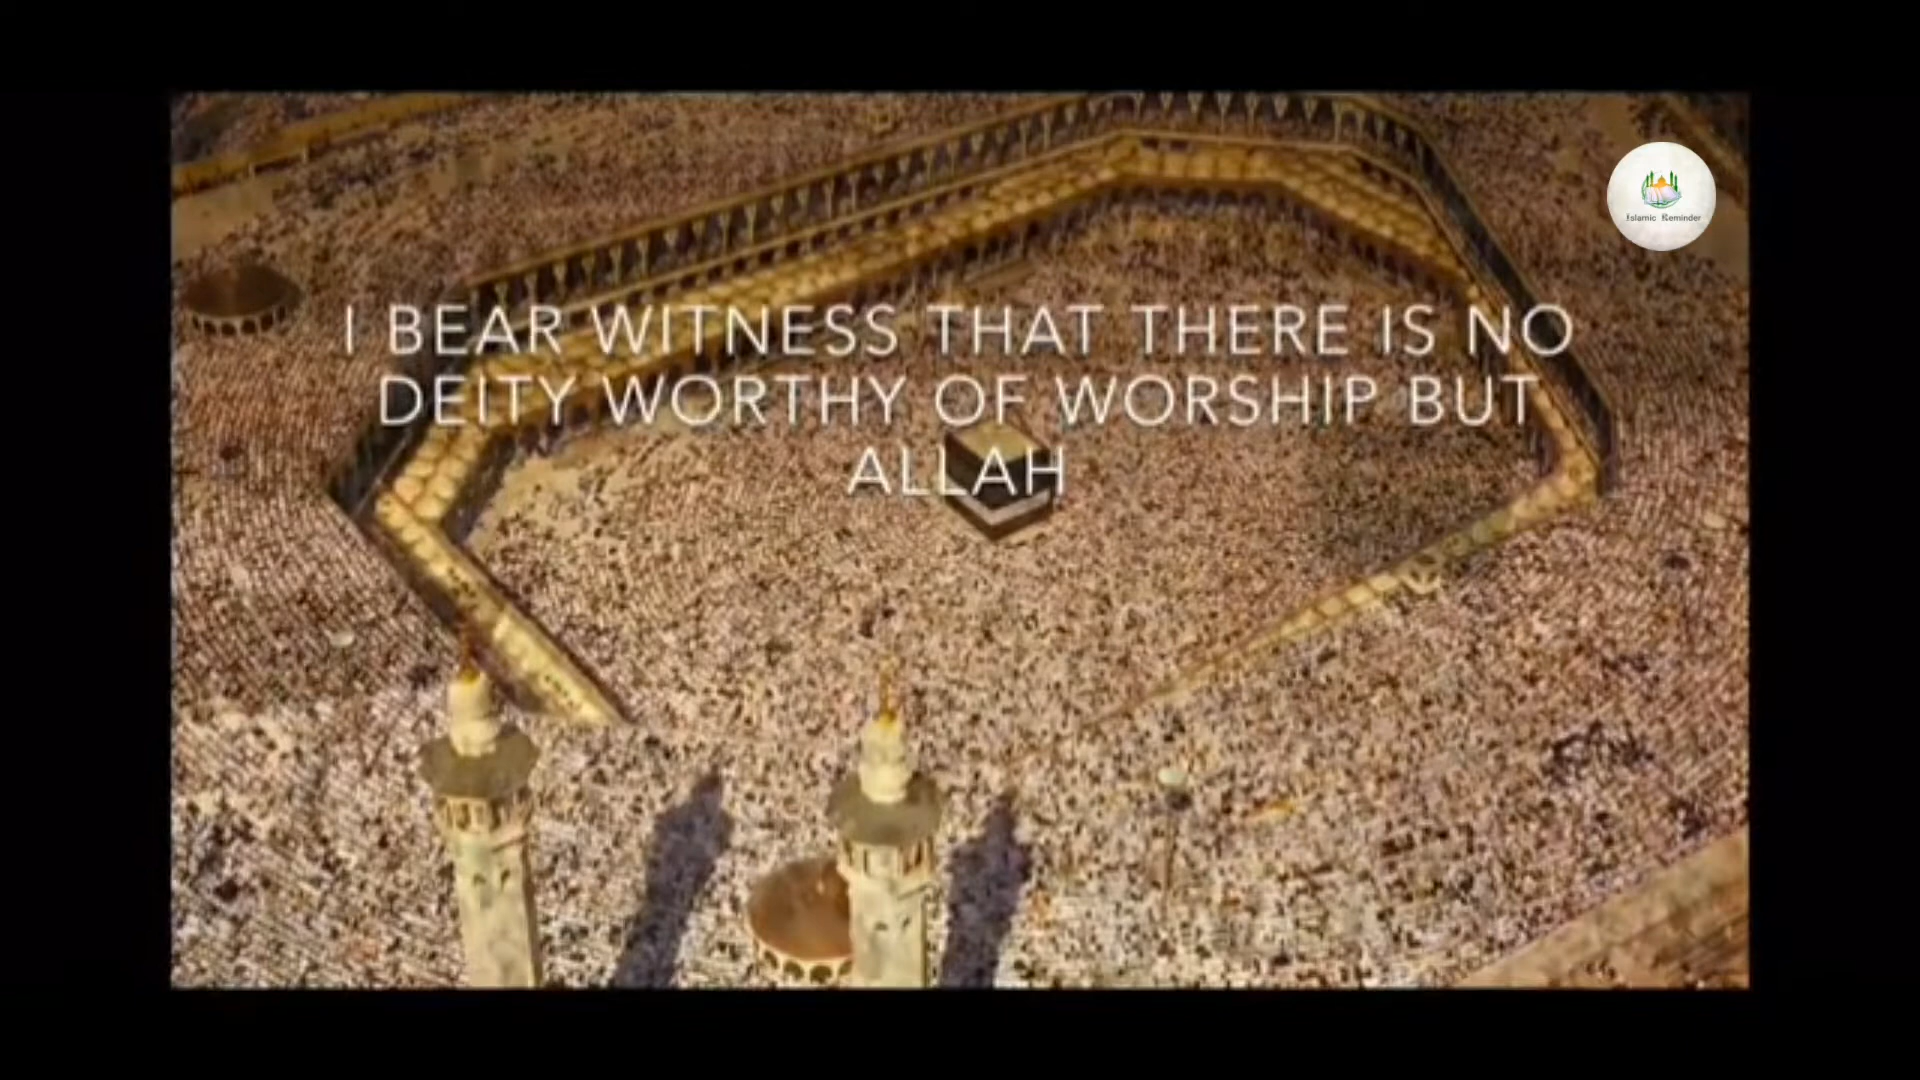 I BEAR WITNESS THAT THERE IS NO
DEITY WORTHY OF WORSHIP BUT
ALLAH
Islamic Reminder